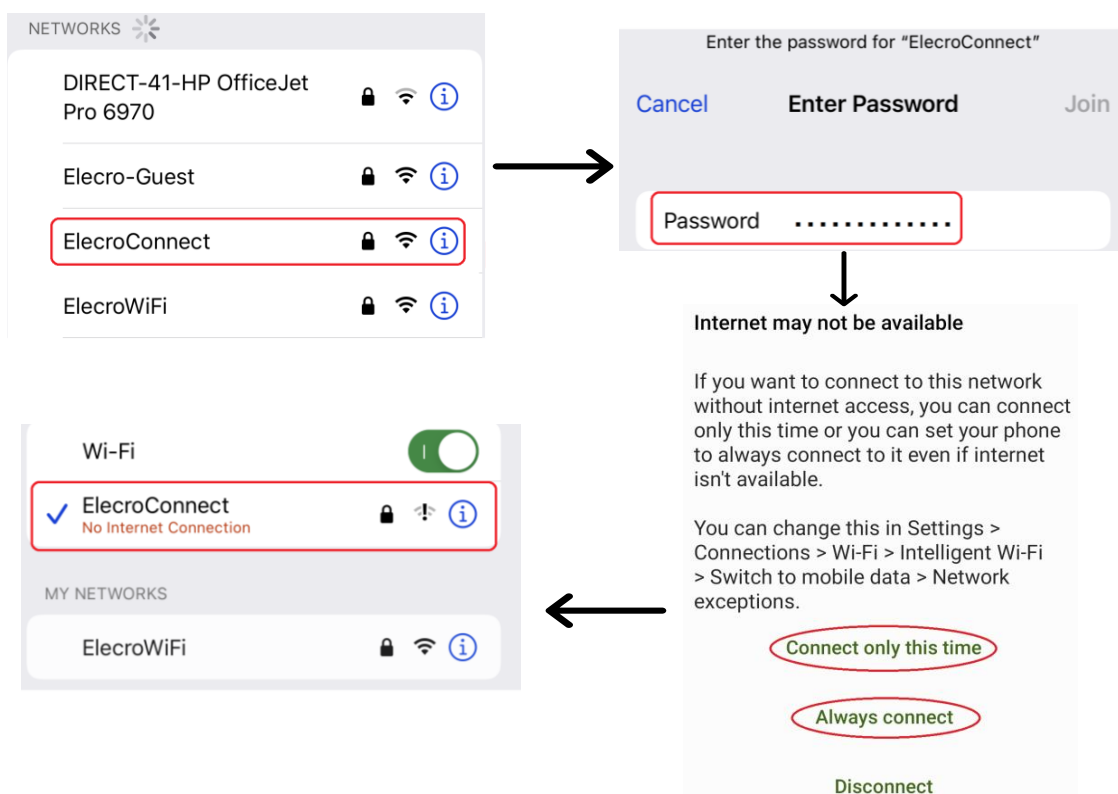 NETWORKS
DIRECT-41-HP OfficeJet
Pro 6970
Elecro-Guest
ElecroConnect
ElecroWiFi
Enter the password for “ElecroConnect”
Cancel
Enter Password
Join
Password .............
Internet may not be available
If you want to connect to this network
without internet access, you can connect
only this time or you can set your phone
to always connect to it even if internet
isn't available.
You can change this in Settings >
Connections > Wi-Fi > Intelligent Wi-Fi
> Switch to mobile data > Network
exceptions.
Connect only this time
Always connect
Disconnect
Wi-Fi
ElecroConnect
No Internet Connection
MY NETWORKS
ElecroWiFi